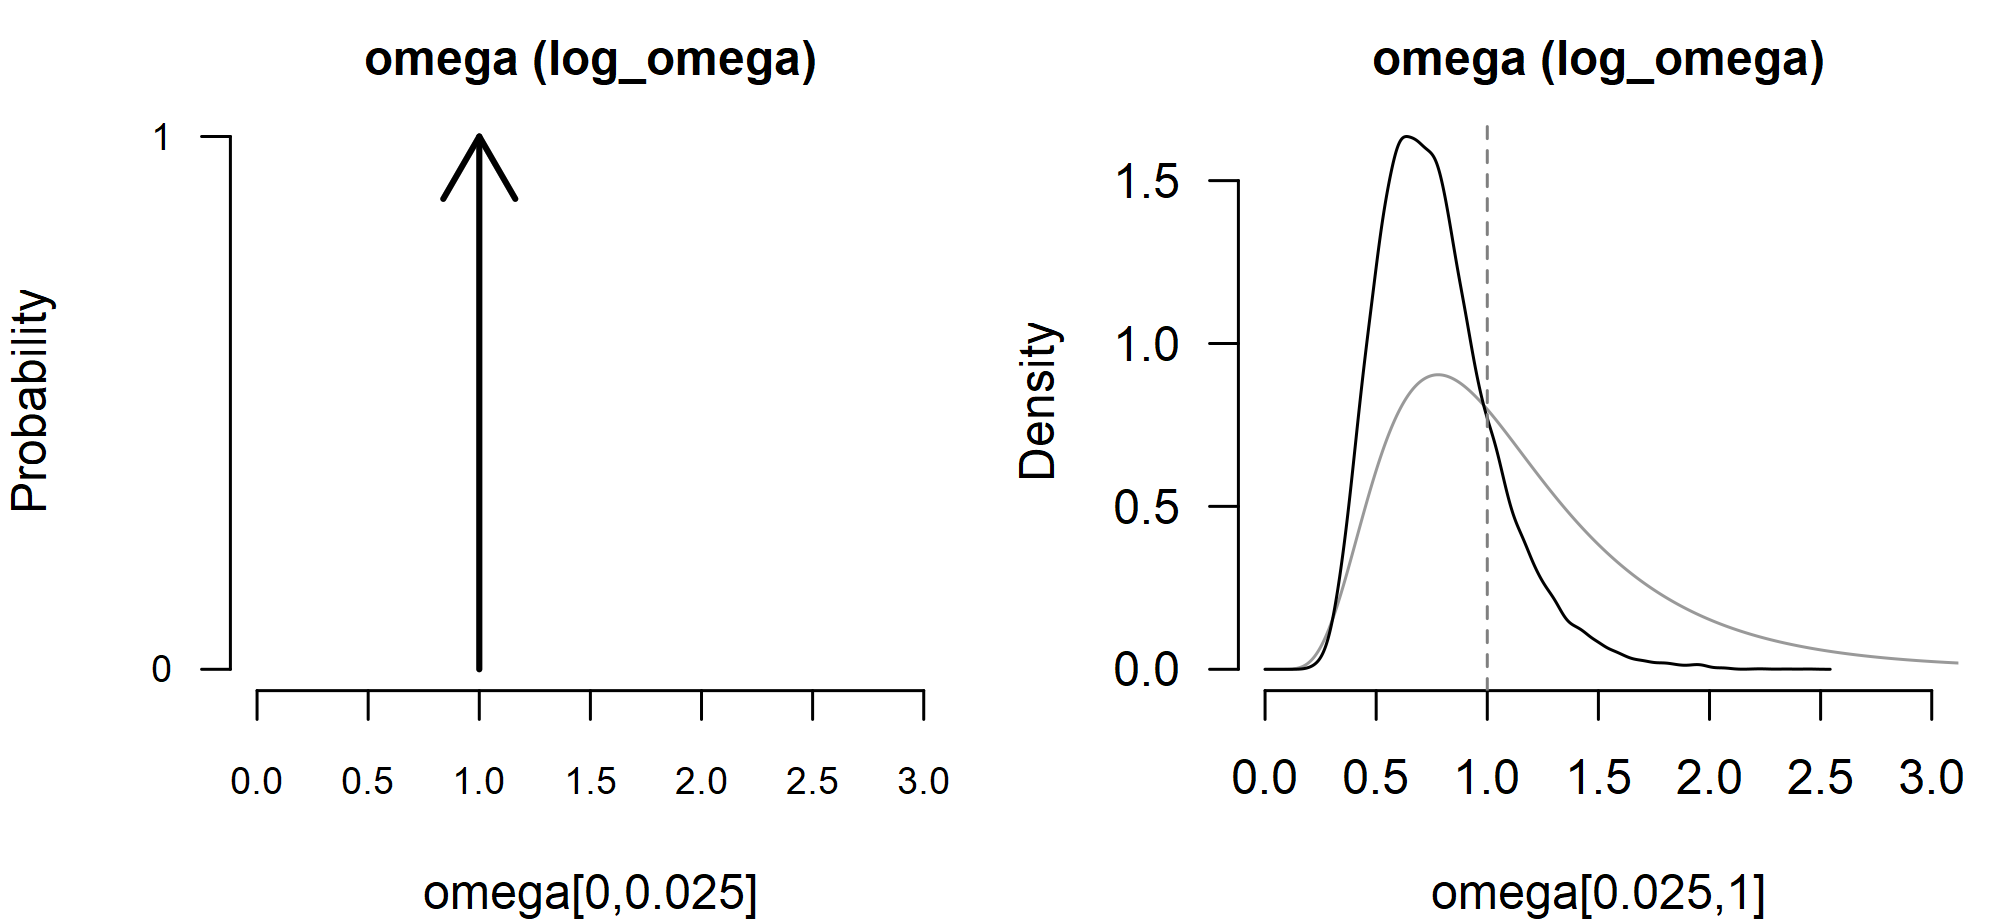 omega (log_omega)
Probability
1
0
0.0 0.5 1.0 1.5 2.0 2.5 3.0
omega[0,0.025]
omega (log_omega)
Density
1.5
1.0
0.5
0.0
0.0 0.5 1.0 1.5 2.0 2.5 3.0
omega[0.025,1]